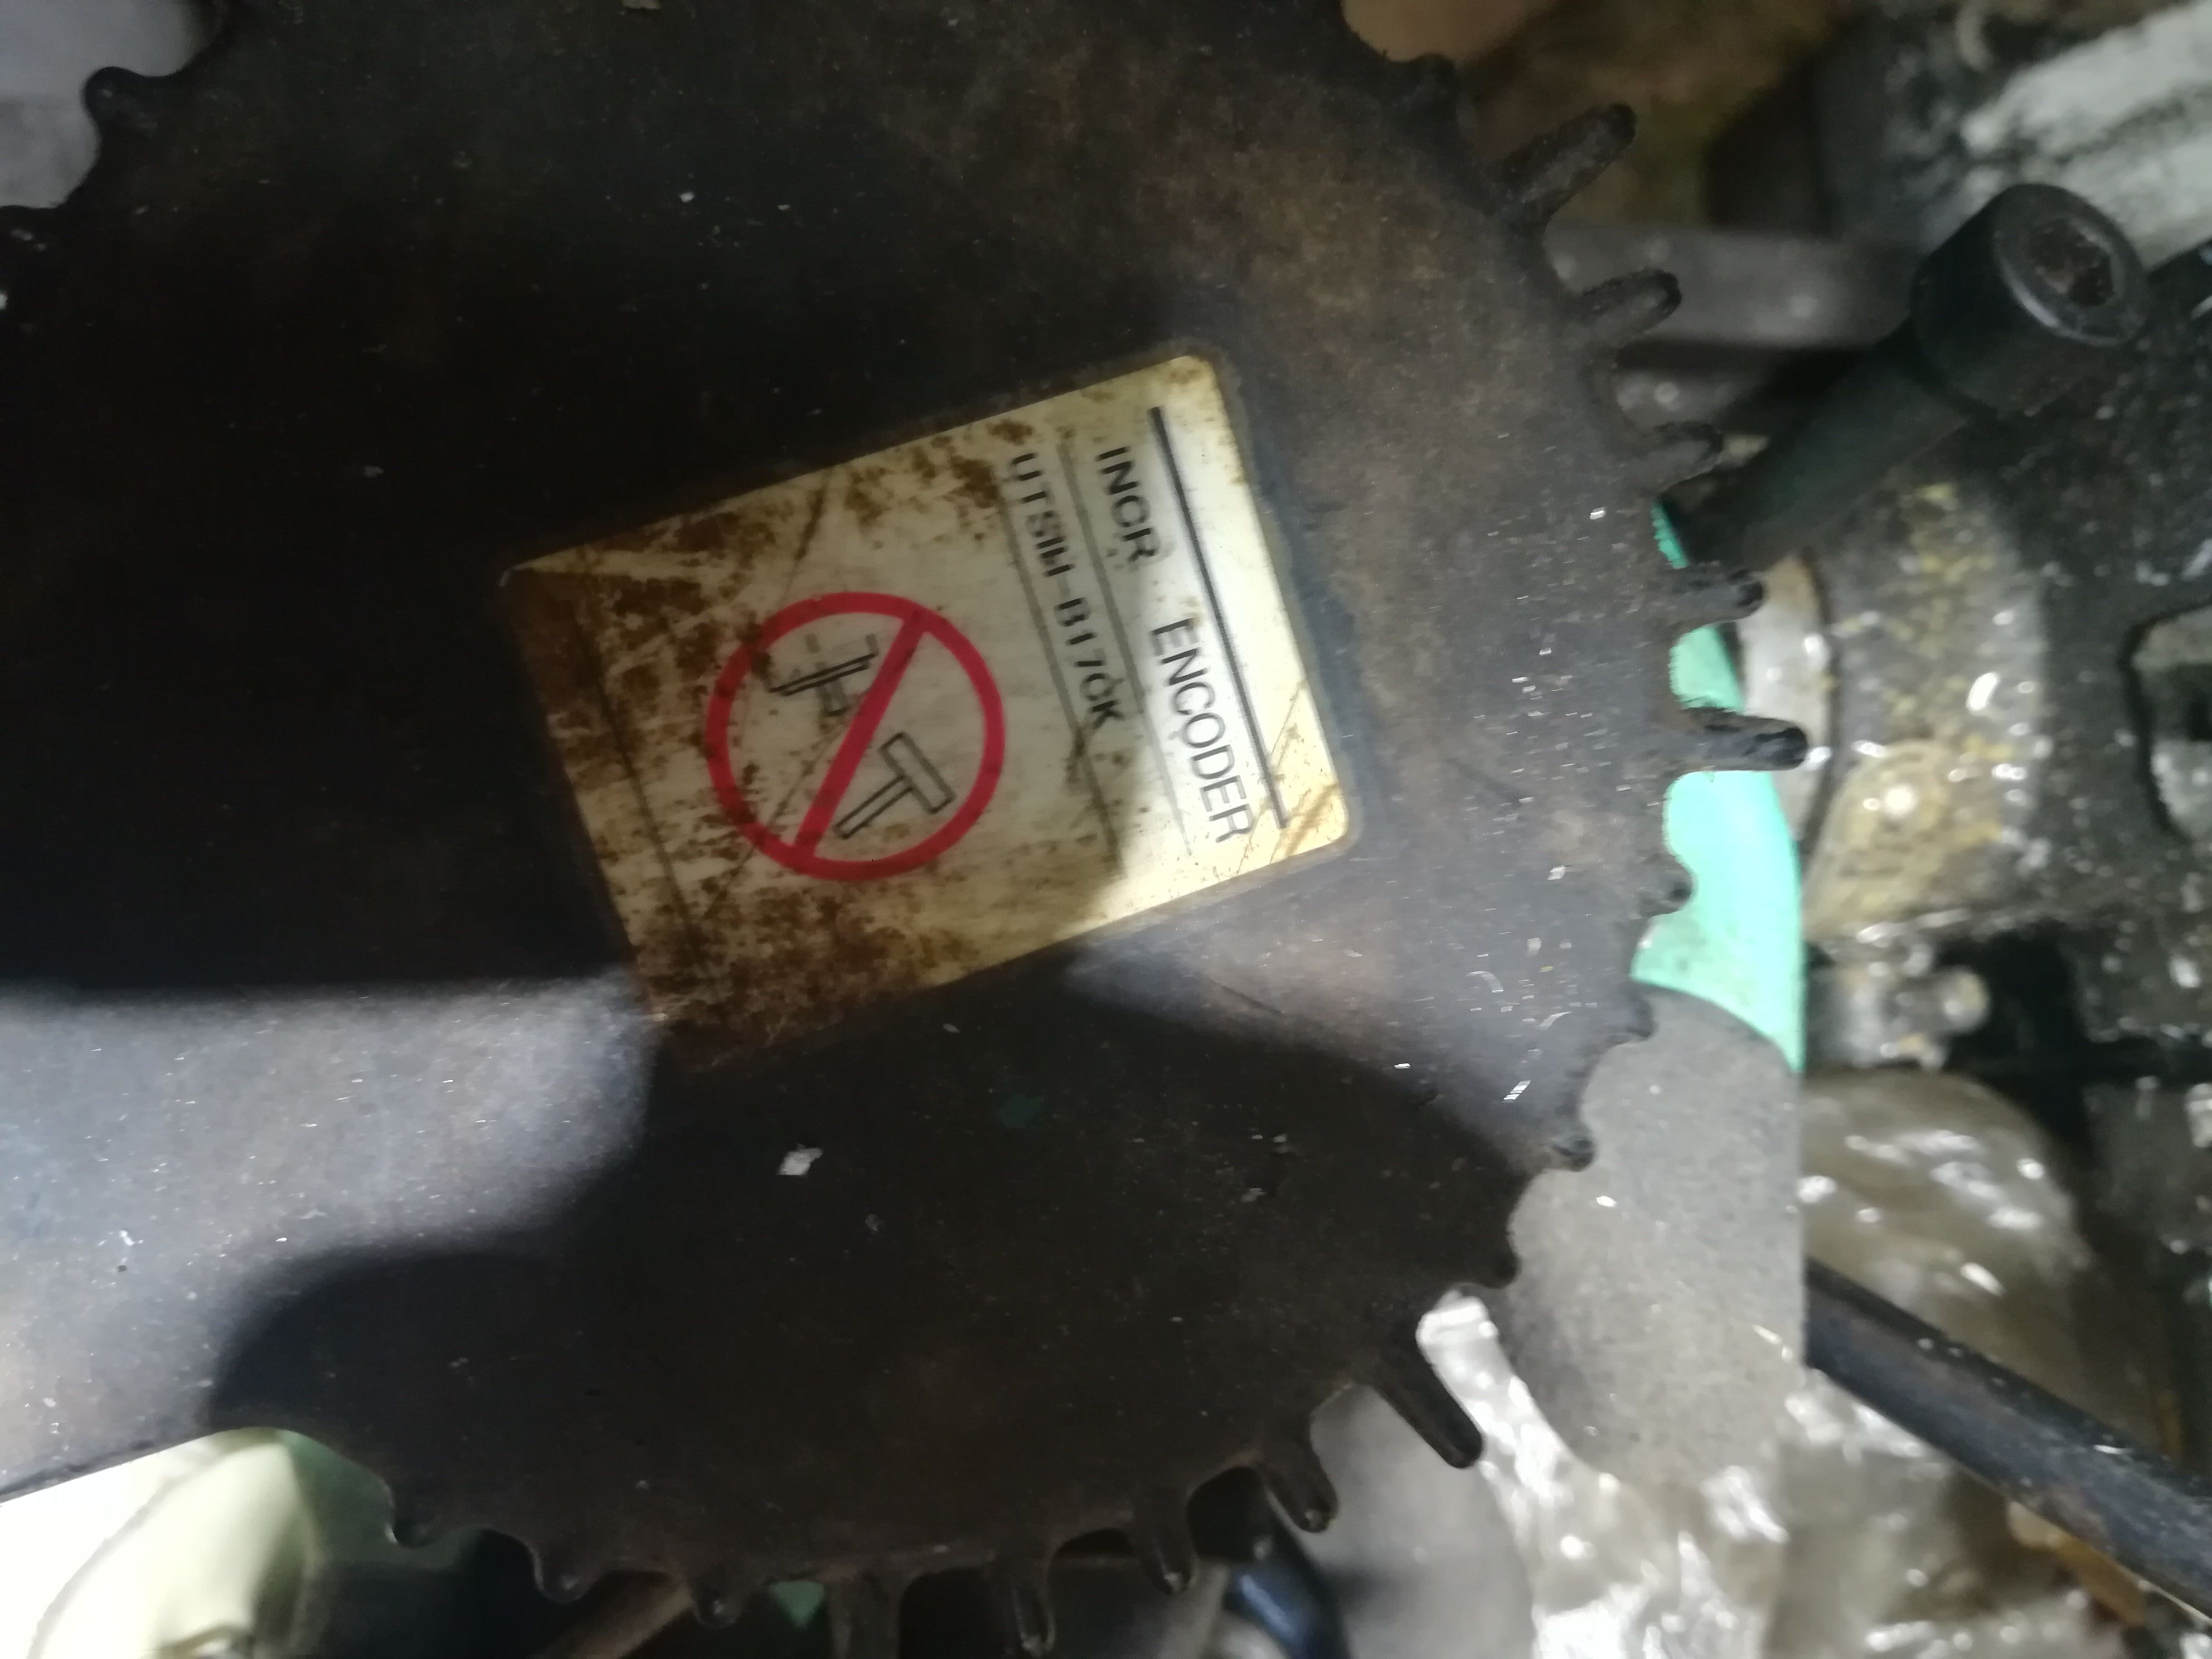 INCR. ENCODER
UTSIH-B17CK